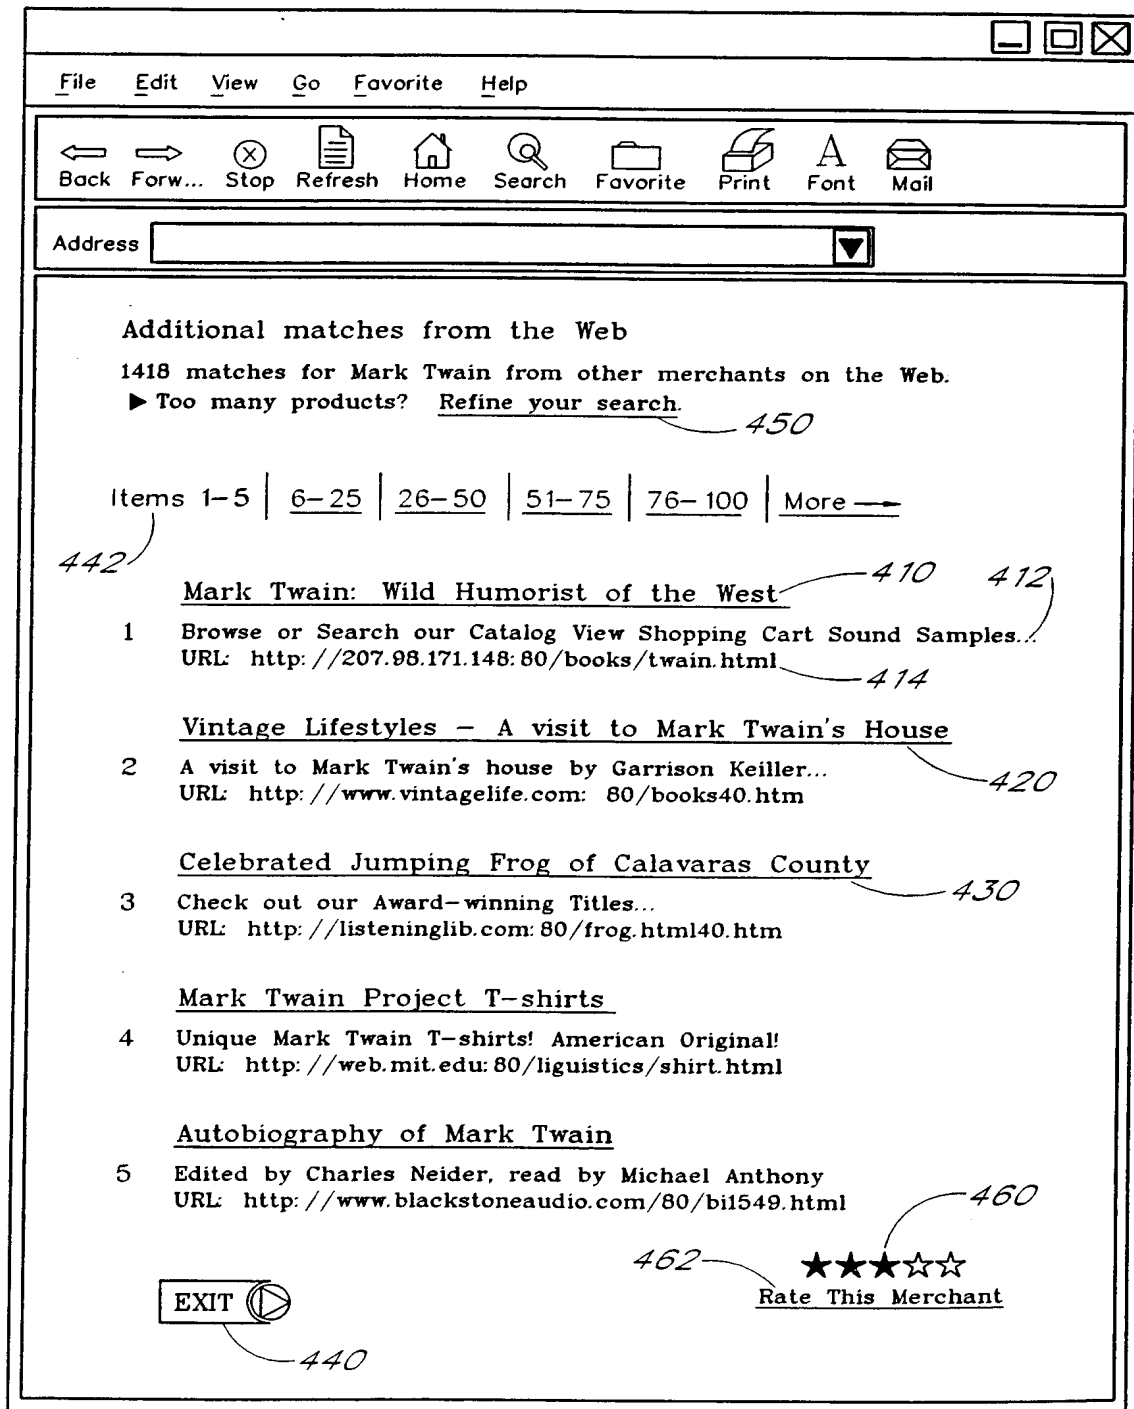 File Edit View Go Favorite Help
Back Forw... Stop Refresh Home Search Favorite Print Font Mail
A
Address
Additional matches from the Web
1418 matches for Mark Twain from other merchants on the Web.
▶ Too many products? Refine your search.
450
Items 1-5 | 6-25 | 26-50 | 51-75 | 76-100 | More →
442
Mark Twain: Wild Humorist of the West
410
412
1 Browse or Search our Catalog View Shopping Cart Sound Samples...
URL: http://207.98.171.148:80/books/twain.html
414
Vintage Lifestyles – A visit to Mark Twain's House
2 A visit to Mark Twain's house by Garrison Keiller...
420
URL: http://www.vintagelife.com: 80/books40.htm
Celebrated Jumping Frog of Calavaras County
430
3 Check out our Award-winning Titles...
URL: http://listeninglib.com:80/frog.html40.htm
Mark Twain Project T-shirts
4 Unique Mark Twain T-shirts! American Original!
URL: http://web.mit.edu:80/liguistics/shirt.html
Autobiography of Mark Twain
5 Edited by Charles Neider, read by Michael Anthony
URL: http://www.blackstoneaudio.com/80/bi1549.html
460
462
★★★☆☆
Rate This Merchant
EXIT
440